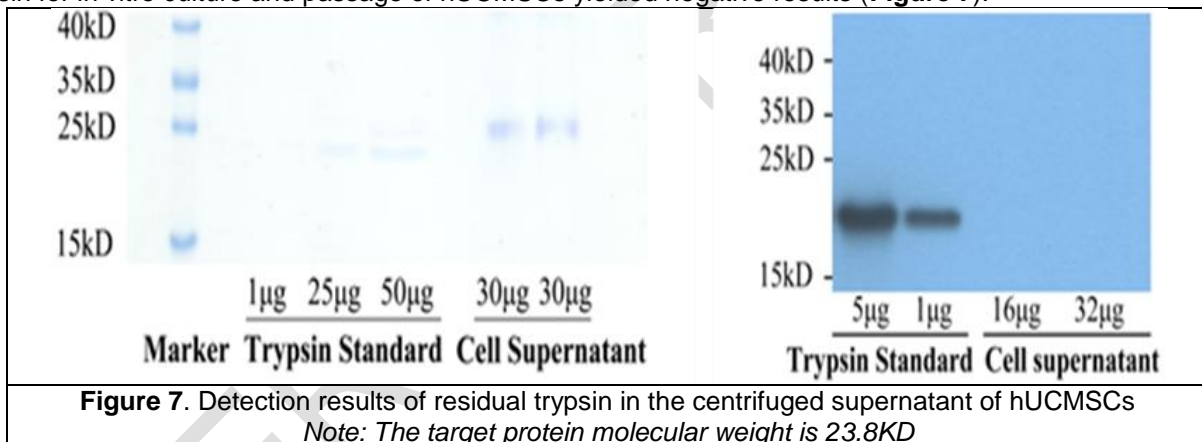 sin for in vitro culture and passage of hUCMSCs yielded negative results (Figure 7).
40kD
35kD
25kD
15kD
1µg 25µg 50µg 30µg 30µg
Marker Trypsin Standard Cell Supernatant
40kD
35kD
25kD
15kD
5µg 1µg 16µg 32µg
Trypsin Standard Cell supernatant
Figure 7. Detection results of residual trypsin in the centrifuged supernatant of hUCMSCs
Note: The target protein molecular weight is 23.8KD